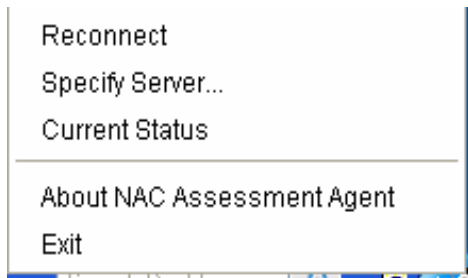 Reconnect
Specify Server...
Current Status
About NAC Assessment Agent
Exit